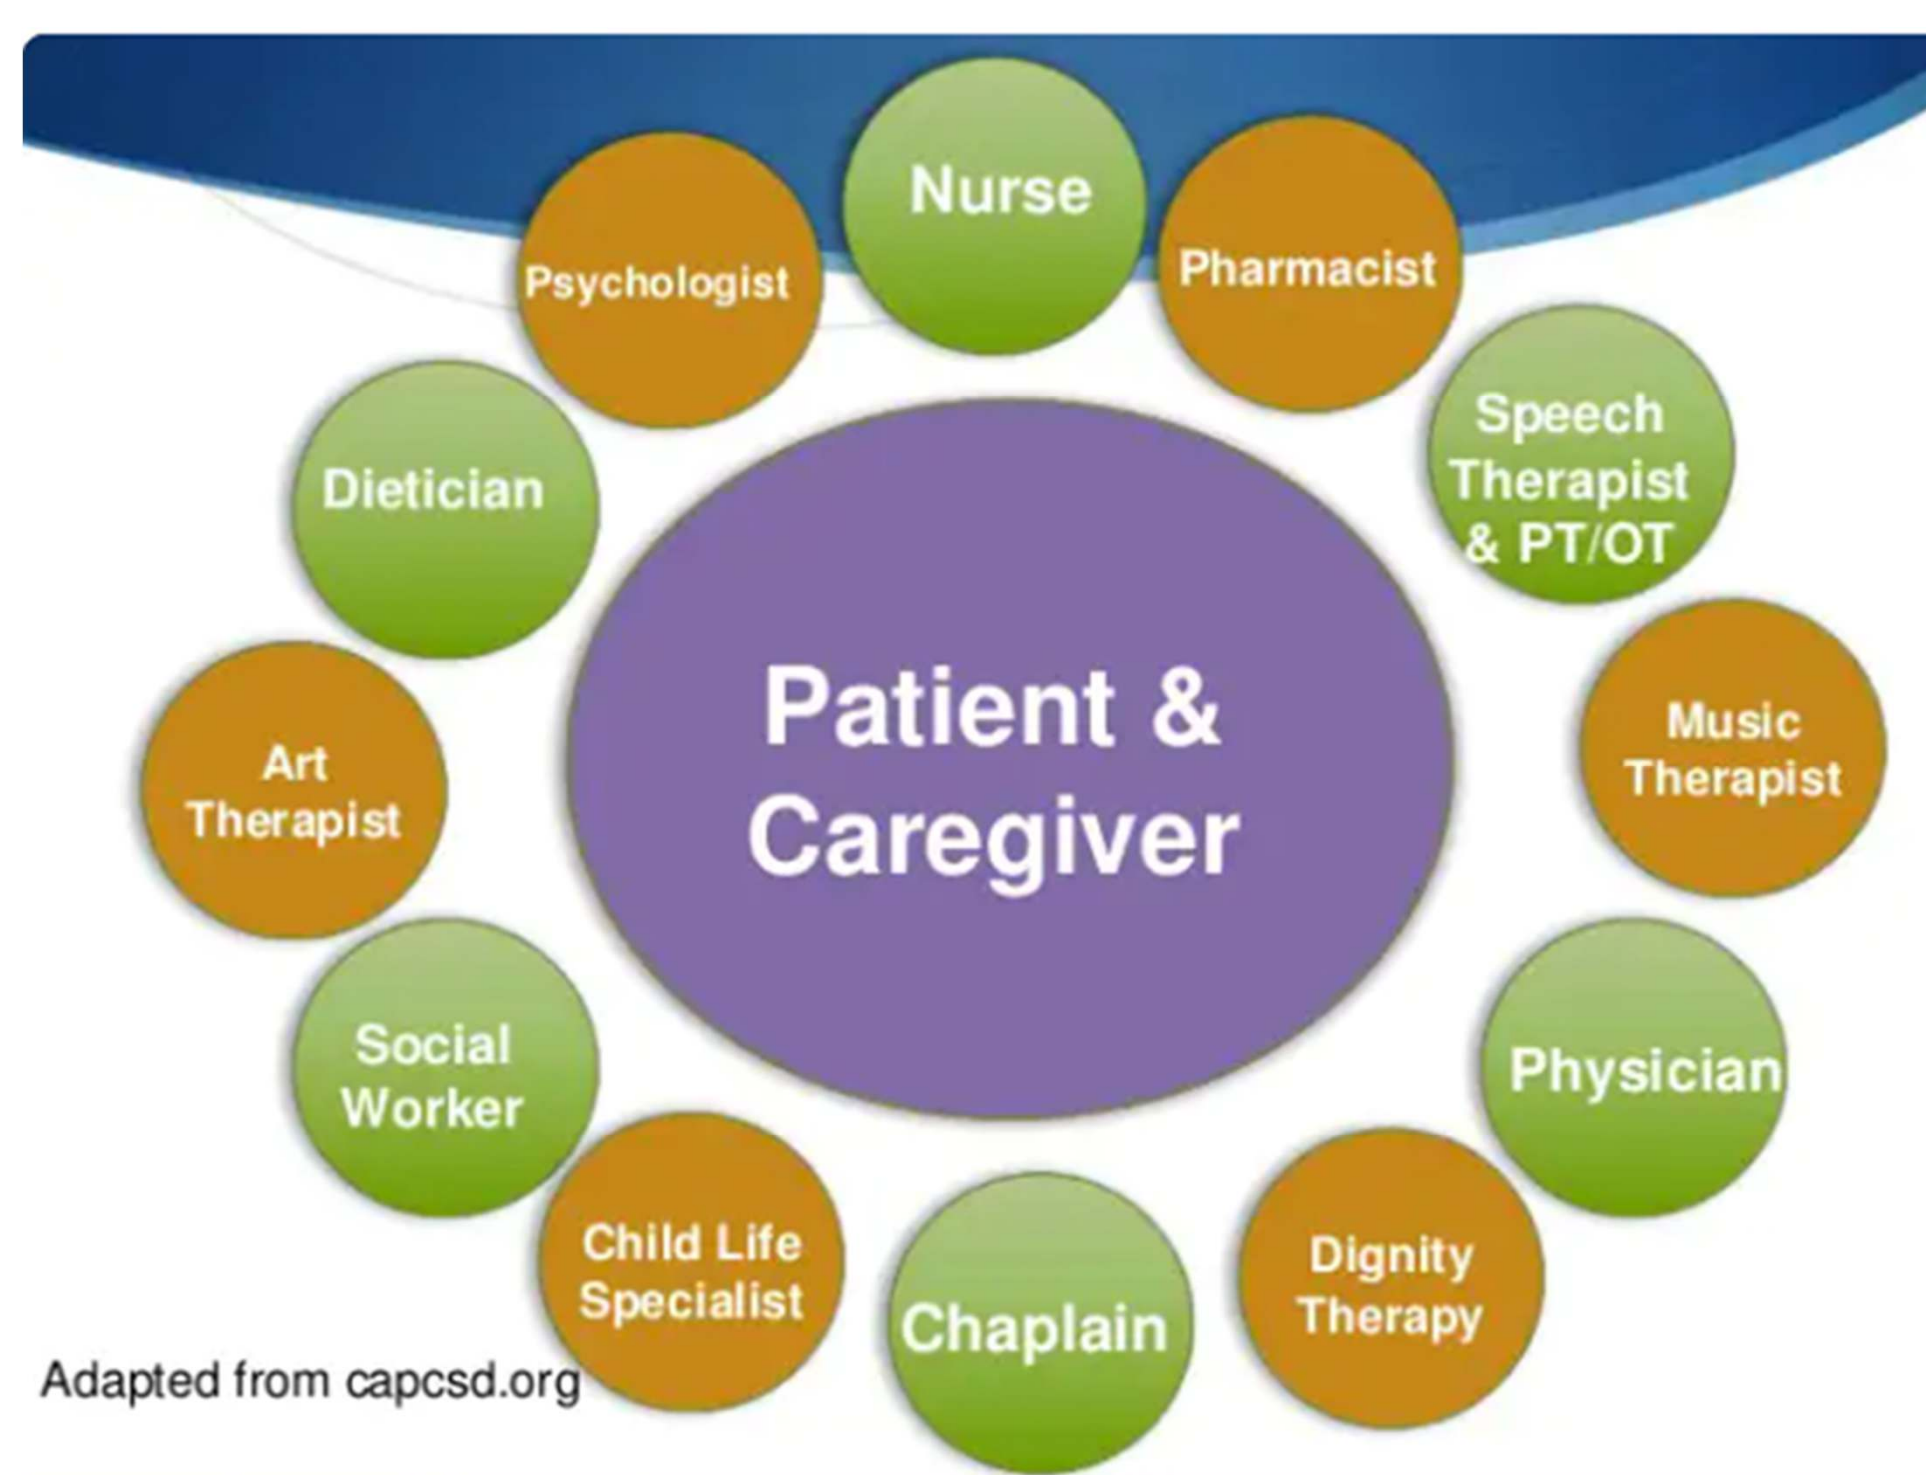 Nurse
Psychologist
Pharmacist
Speech
Therapist
& PT/OT
Dietician
Patient &
Caregiver
Music
Therapist
Art
Therapist
Social
Worker
Physician
Child Life
Specialist
Dignity
Therapy
Chaplain
Adapted from capcsd.org